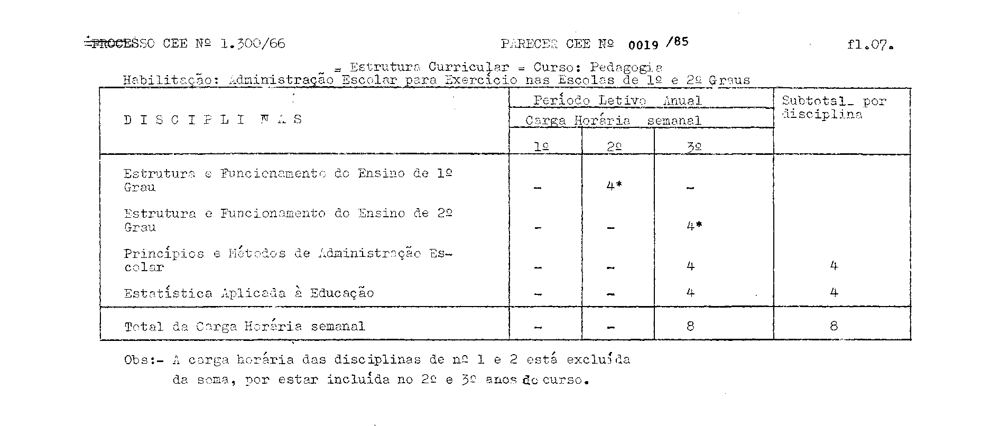 PROCESSO CEE Nº 1.300/66 PARECER CEE Nº 0019 /85 fl.07.
= Estrutura Curricular = Curso: Pedagogia
Habilitação: Administração Escolar para Exercício nas Escolas de 1º e 2º Graus
DISCIPLINAS Período Letivo Anual Subtotal por
disciplina
Carga Horária semanal
1º 2º 3º
Estrutura e Funcionamento do Ensino de 1º
Grau - 4* -
Estrutura e Funcionamento do Ensino de 2º
Grau - - 4*
Princípios e Métodos de Administração Es-
colar - - 4 4
Estatística Aplicada à Educação - - 4 4
Total da Carga Horária semanal - - 8 8
Obs:- A carga horária das disciplinas de nº 1 e 2 está excluída
da soma, por estar incluída no 2º e 3º anos do curso.